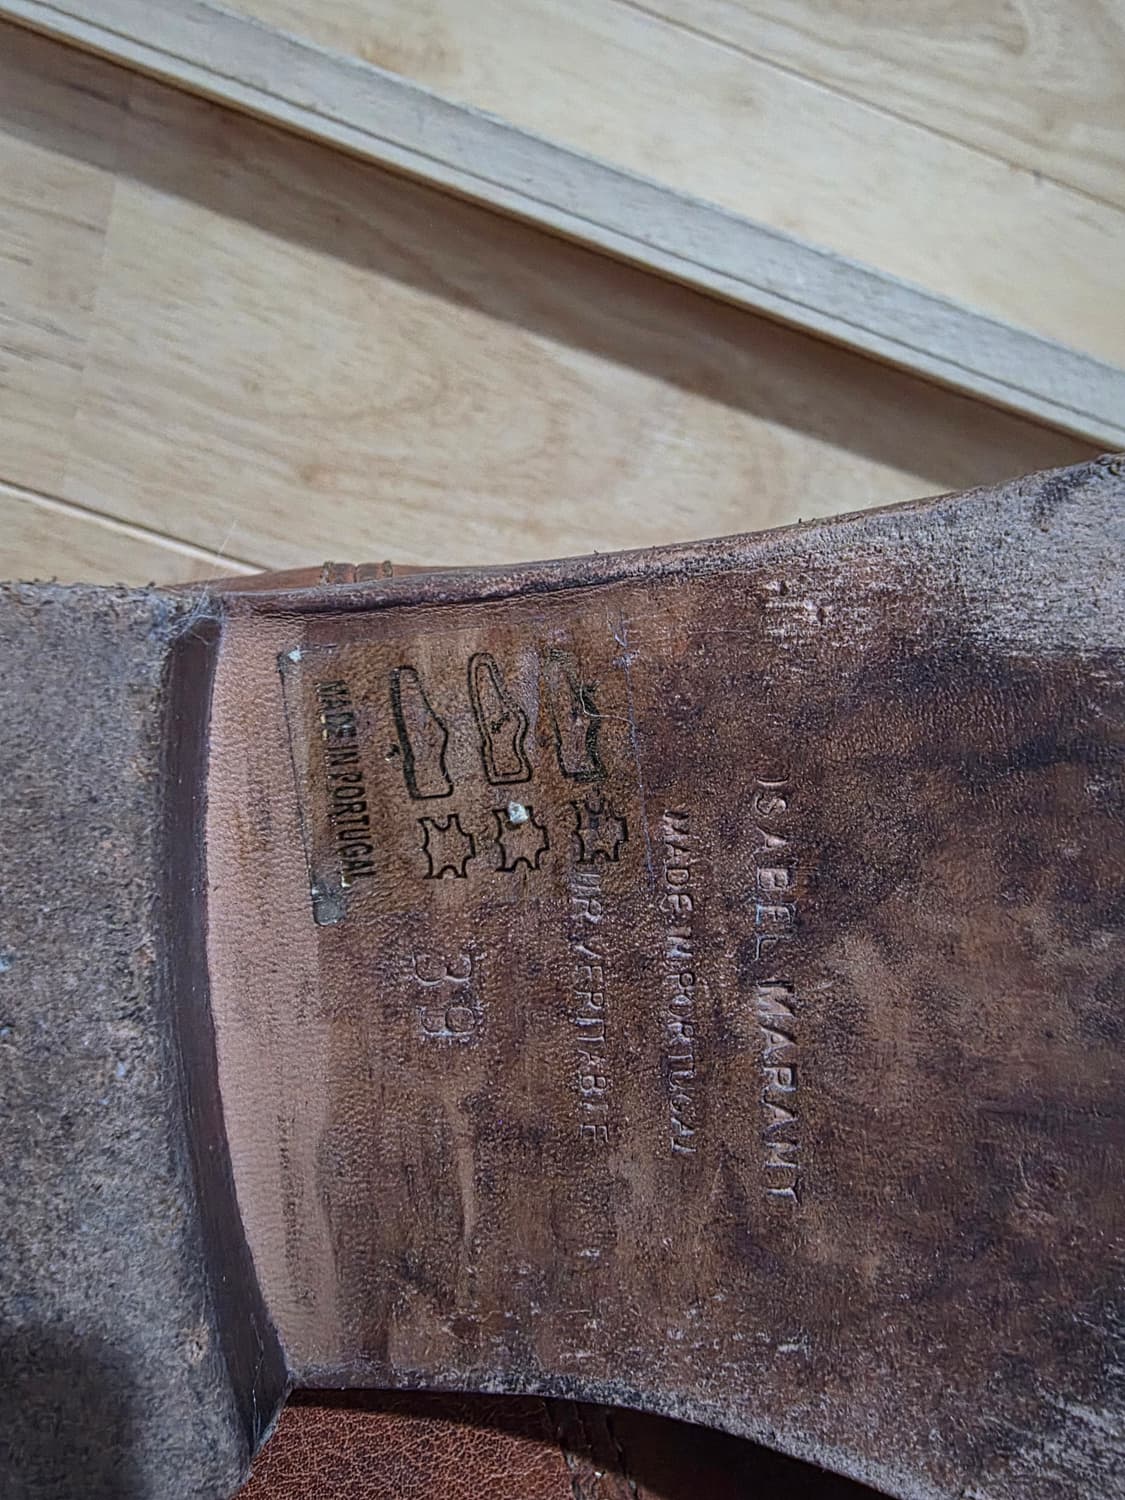 ISABEL MARANT
MADE IN PORTUGAL
CUIR VERITABLE
39
MADE IN PORTUGAL